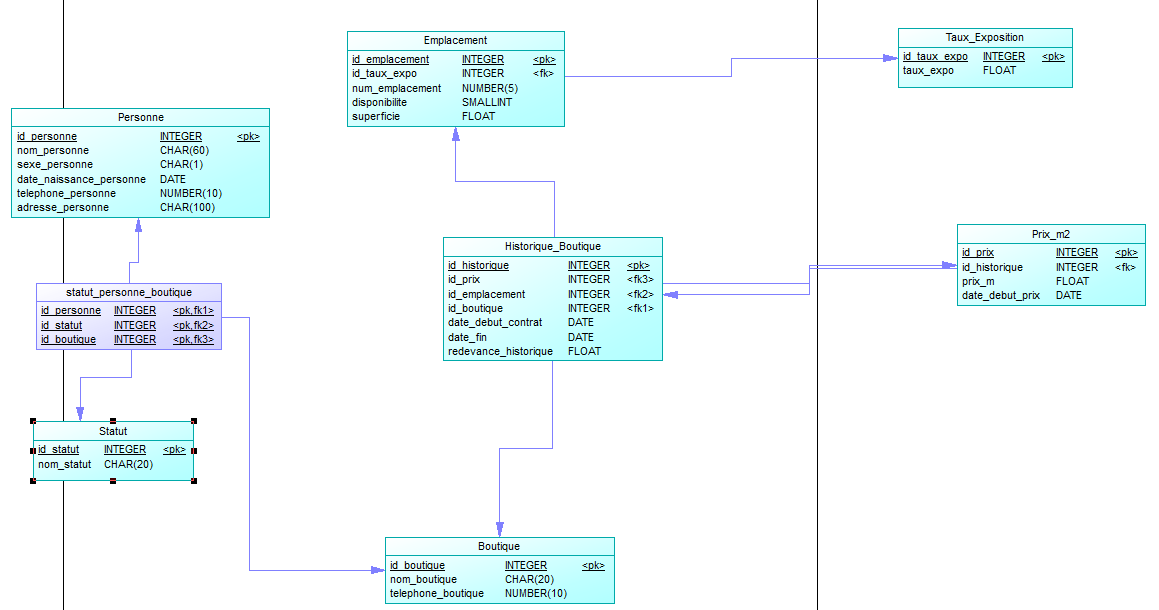 Emplacement
id_emplacement INTEGER <pk>
id_taux_expo INTEGER <fk>
num_emplacement NUMBER(5)
disponibilite SMALLINT
superficie FLOAT
Taux_Exposition
id_taux_expo INTEGER <pk>
taux_expo FLOAT
Personne
id_personne INTEGER <pk>
nom_personne CHAR(60)
sexe_personne CHAR(1)
date_naissance_personne DATE
telephone_personne NUMBER(10)
adresse_personne CHAR(100)
Historique_Boutique
id_historique INTEGER <pk>
id_prix INTEGER <fk3>
id_emplacement INTEGER <fk2>
id_boutique INTEGER <fk1>
date_debut_contrat DATE
date_fin DATE
redevance_historique FLOAT
Prix_m2
id_prix INTEGER <pk>
id_historique INTEGER <fk>
prix_m FLOAT
date_debut_prix DATE
statut_personne_boutique
id_personne INTEGER <pk,fk1>
id_statut INTEGER <pk,fk2>
id_boutique INTEGER <pk,fk3>
Statut
id_statut INTEGER <pk>
nom_statut CHAR(20)
Boutique
id_boutique INTEGER <pk>
nom_boutique CHAR(20)
telephone_boutique NUMBER(10)